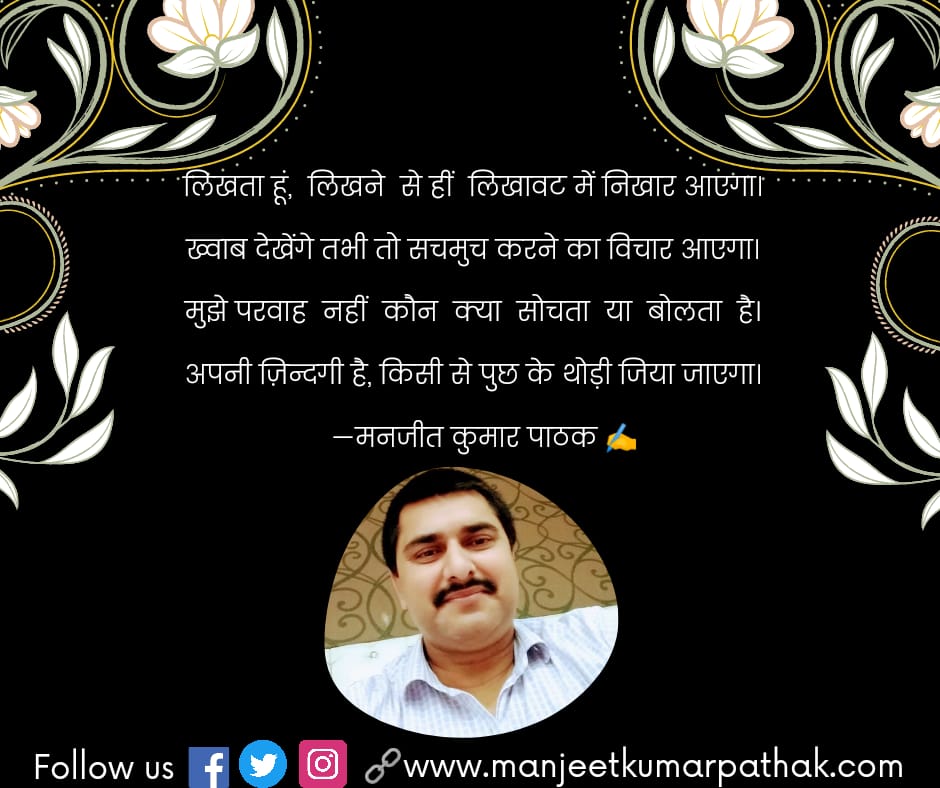 लिखता हूं, लिखने से हीं लिखावट में निखार आएगा।
ख्वाब देखेंगे तभी तो सचमुच करने का विचार आएगा।
मुझे परवाह नहीं कौन क्या सोचता या बोलता है।
अपनी ज़िन्दगी है, किसी से पुछ के थोड़ी जिया जाएगा।
—मनजीत कुमार पाठक ✍️
Follow us 🔗www.manjeetkumarpathak.com